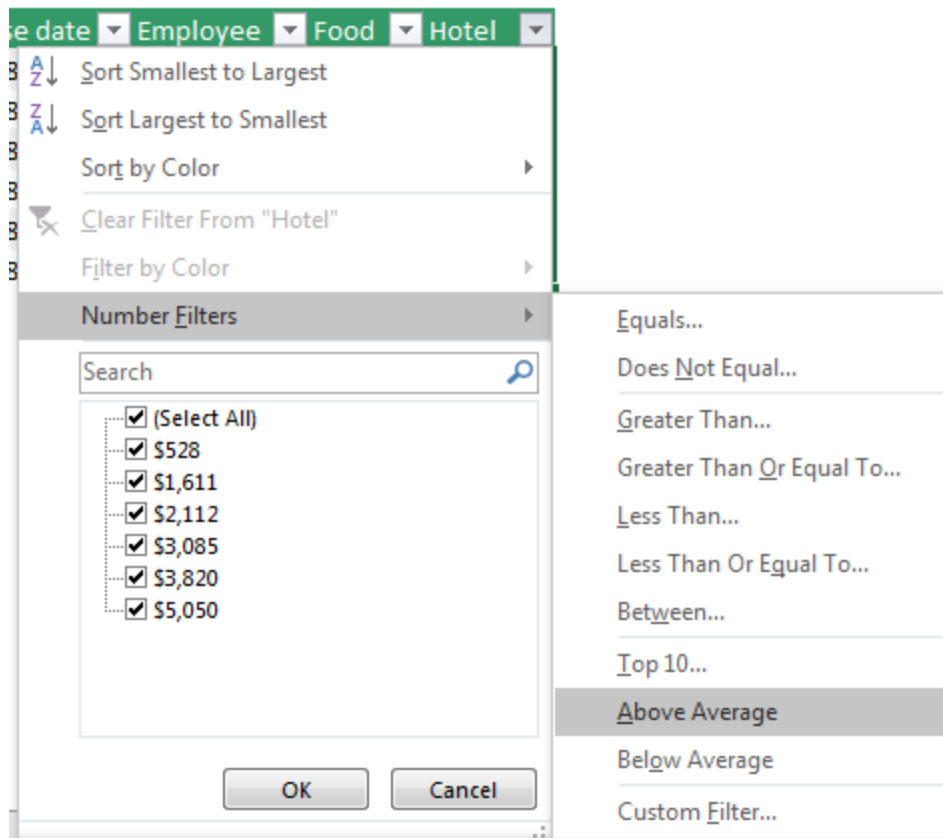 se date Employee Food Hotel
Sort Smallest to Largest
Sort Largest to Smallest
Sort by Color
Clear Filter From "Hotel"
Filter by Color
Number Filters
Search
(Select All)
$528
$1,611
$2,112
$3,085
$3,820
$5,050
OK Cancel
Equals...
Does Not Equal...
Greater Than...
Greater Than Or Equal To...
Less Than...
Less Than Or Equal To...
Between...
Top 10...
Above Average
Below Average
Custom Filter...